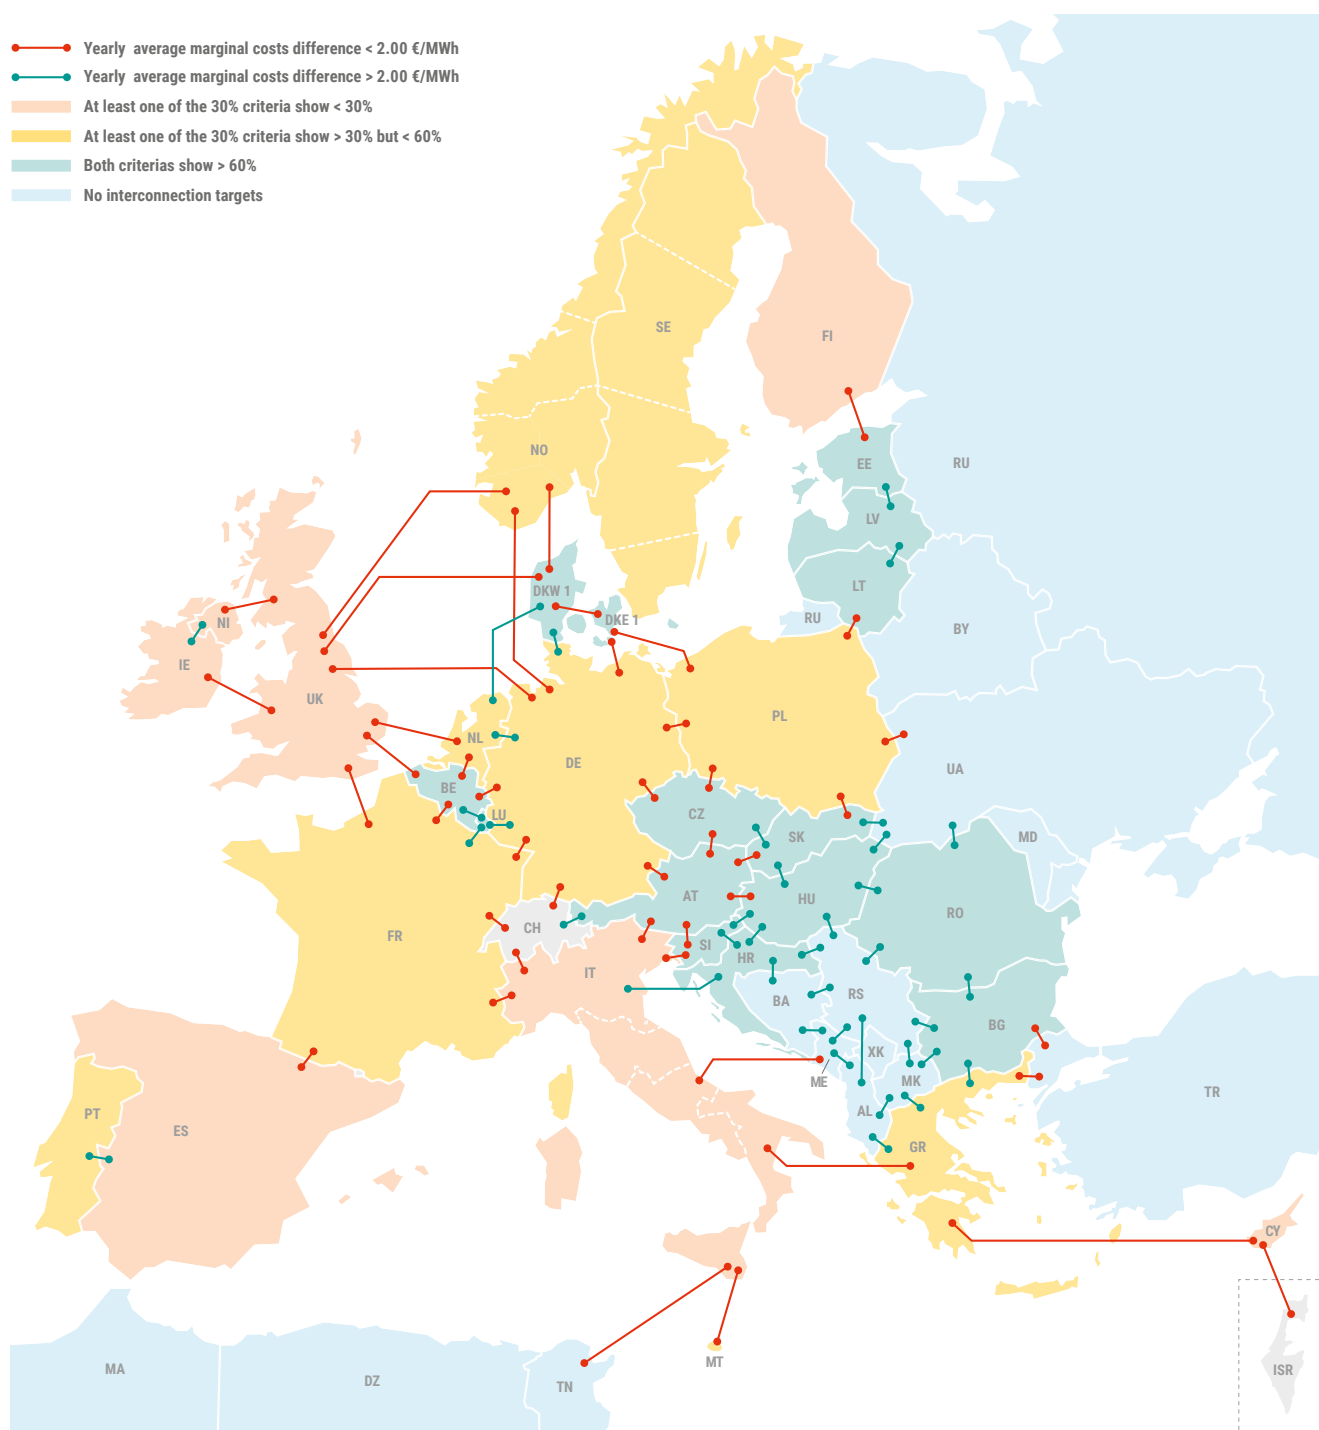 Yearly average marginal costs difference < 2.00 €/MWh
Yearly average marginal costs difference > 2.00 €/MWh
At least one of the 30% criteria show < 30%
At least one of the 30% criteria show > 30% but < 60%
Both criterias show > 60%
No interconnection targets
SE
FI
NO
EE
RU
LV
DKW 1
LT
NI
DKE 1
RU
BY
IE
UK
PL
NL
DE
UA
BE
LU
CZ
SK
MD
AT
HU
RO
FR
CH
SI
HR
IT
BA
RS
BG
XK
ME
MK
TR
PT
AL
ES
GR
CY
MT
MA
DZ
TN
ISR